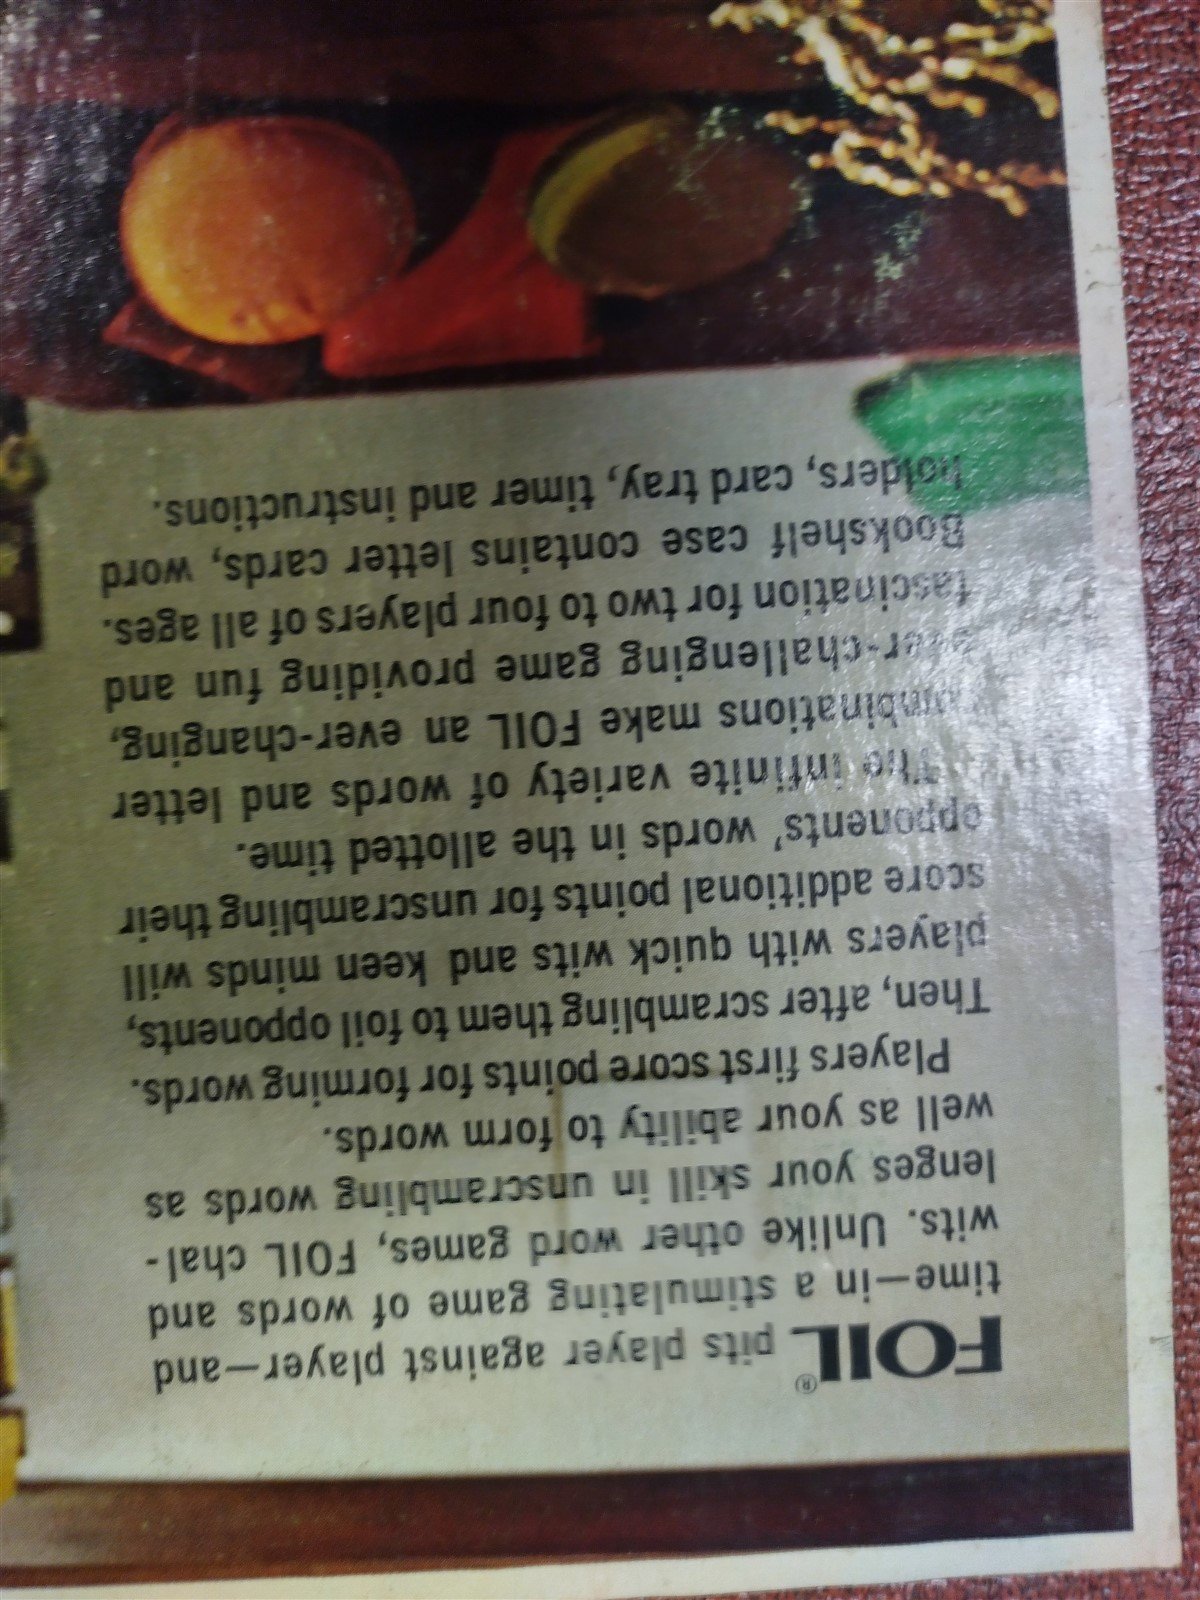 FOIL® pits player against player—and
time—in a stimulating game of words and
wits. Unlike other word games, FOIL chal-
lenges your skill in unscrambling words as
well as your ability to form words.
Players first score points for forming words.
Then, after scrambling them to foil opponents,
players with quick wits and keen minds will
score additional points for unscrambling their
opponents' words in the allotted time.
The infinite variety of words and letter
combinations make FOIL an ever-changing,
ever-challenging game providing fun and
fascination for two to four players of all ages.
Bookshelf case contains letter cards, word
holders, card tray, timer and instructions.